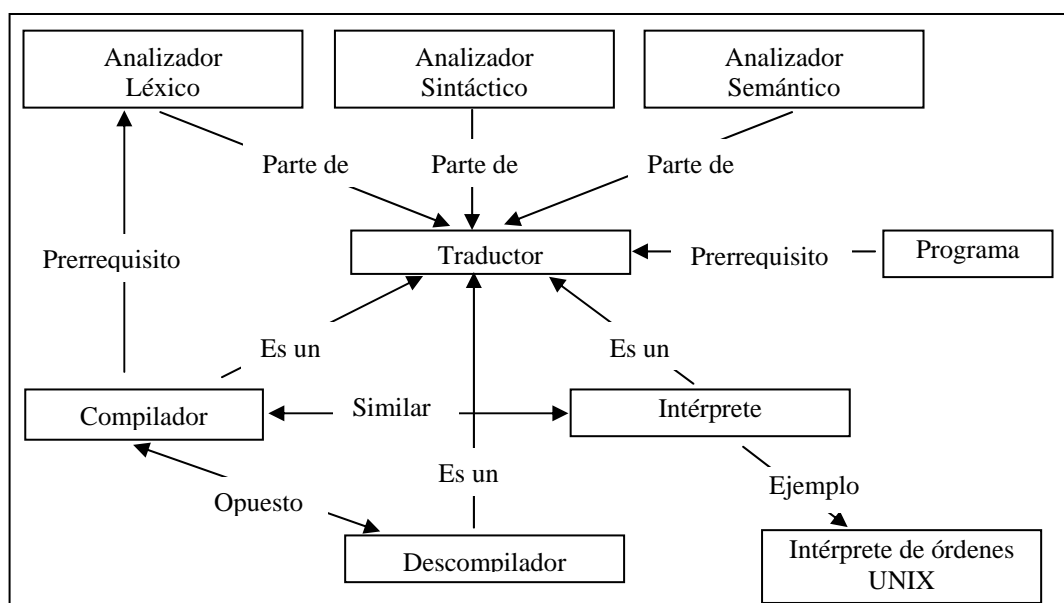 Analizador
Léxico
Analizador
Sintáctico
Analizador
Semántico
Parte de
Parte de
Parte de
Prerrequisito
Traductor
Prerrequisito
Programa
Es un
Es un
Compilador
Similar
Intérprete
Opuesto
Es un
Ejemplo
Descompilador
Intérprete de órdenes
UNIX